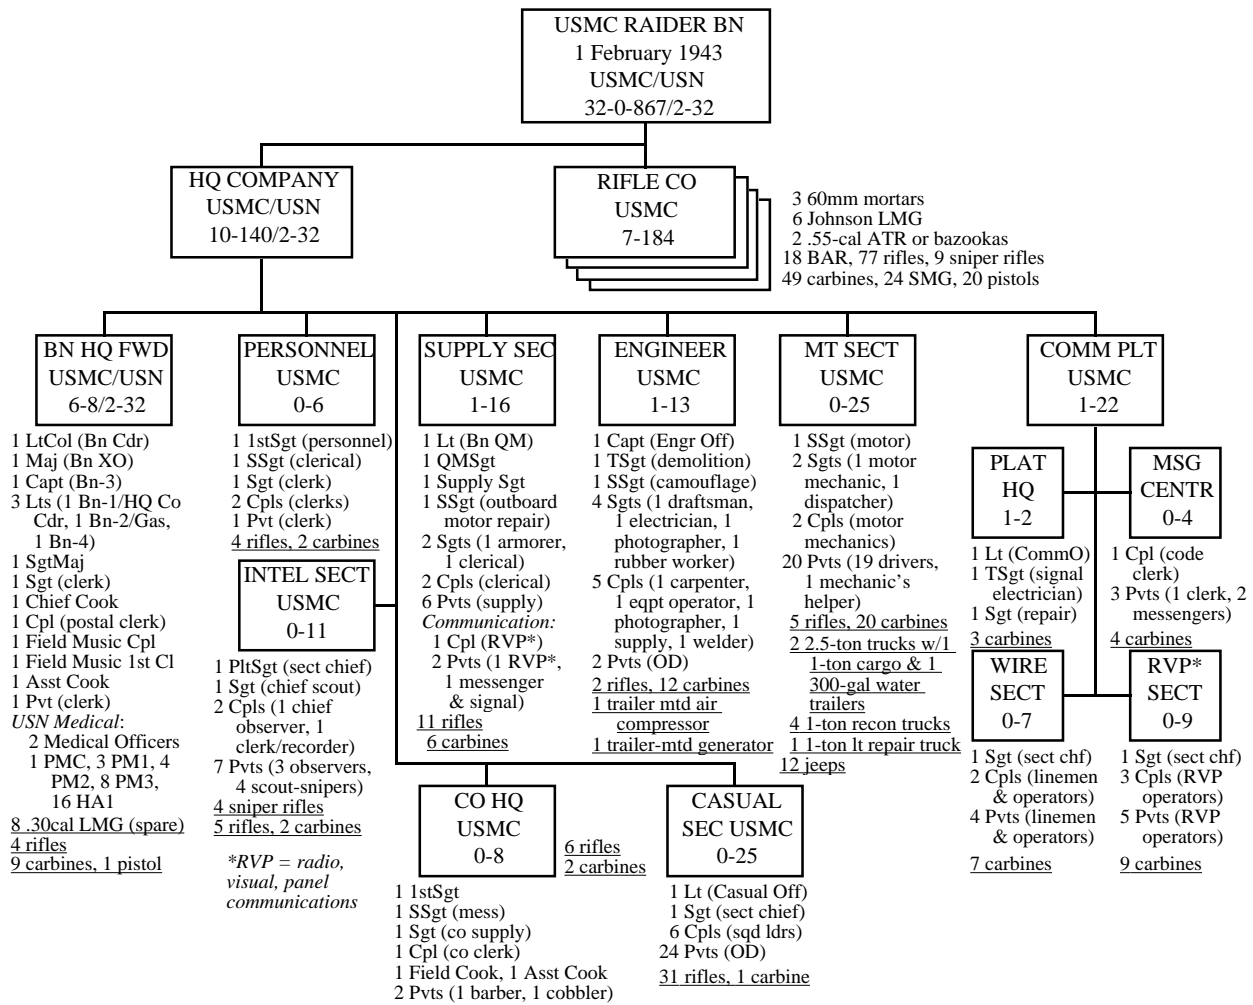 USMC RAIDER BN
1 February 1943
USMC/USN
32-0-867/2-32
HQ COMPANY
USMC/USN
10-140/2-32
RIFLE CO
USMC
7-184
3 60mm mortars
6 Johnson LMG
2 .55-cal ATR or bazookas
18 BAR, 77 rifles, 9 sniper rifles
49 carbines, 24 SMG, 20 pistols
BN HQ FWD
USMC/USN
6-8/2-32
1 LtCol (Bn Cdr)
1 Maj (Bn XO)
1 Capt (Bn-3)
3 Lts (1 Bn-1/HQ Co
Cdr, 1 Bn-2/Gas,
1 Bn-4)
1 SgtMaj
1 Sgt (clerk)
1 Chief Cook
1 Cpl (postal clerk)
1 Field Music Cpl
1 Field Music 1st Cl
1 Asst Cook
1 Pvt (clerk)
USN Medical:
2 Medical Officers
1 PMC, 3 PM1, 4
PM2, 8 PM3,
16 HA1
8 .30cal LMG (spare)
4 rifles
9 carbines, 1 pistol
PERSONNEL
USMC
0-6
1 1stSgt (personnel)
1 SSgt (clerical)
1 Sgt (clerk)
2 Cpls (clerks)
1 Pvt (clerk)
4 rifles, 2 carbines
INTEL SECT
USMC
0-11
1 PltSgt (sect chief)
1 Sgt (chief scout)
2 Cpls (1 chief
observer, 1
clerk/recorder)
7 Pvts (3 observers,
4 scout-snipers)
4 sniper rifles
5 rifles, 2 carbines
*RVP = radio,
visual, panel
communications
SUPPLY SEC
USMC
1-16
1 Lt (Bn QM)
1 QMSgt
1 Supply Sgt
1 SSgt (outboard
motor repair)
2 Sgts (1 armorer,
1 clerical)
2 Cpls (clerical)
6 Pvts (supply)
Communication:
1 Cpl (RVP*)
2 Pvts (1 RVP*,
1 messenger
& signal)
11 rifles
6 carbines
ENGINEER
USMC
1-13
1 Capt (Engr Off)
1 TSgt (demolition)
1 SSgt (camouflage)
4 Sgts (1 draftsman,
1 electrician, 1
photographer, 1
rubber worker)
5 Cpls (1 carpenter,
1 eqpt operator, 1
photographer, 1
supply, 1 welder)
2 Pvts (OD)
2 rifles, 12 carbines
1 trailer mtd air
compressor
1 trailer-mtd generator
MT SECT
USMC
0-25
1 SSgt (motor)
2 Sgts (1 motor
mechanic, 1
dispatcher)
2 Cpls (motor
mechanics)
20 Pvts (19 drivers,
1 mechanic's
helper)
5 rifles, 20 carbines
2 2.5-ton trucks w/1
1-ton cargo & 1
300-gal water
trailers
4 1-ton recon trucks
1 1-ton lt repair truck
12 jeeps
COMM PLT
USMC
1-22
PLAT
HQ
1-2
1 Lt (CommO)
1 TSgt (signal
electrician)
1 Sgt (repair)
3 carbines
MSG
CENTR
0-4
1 Cpl (code
clerk)
3 Pvts (1 clerk, 2
messengers)
4 carbines
WIRE
SECT
0-7
1 Sgt (sect chf)
2 Cpls (linemen
& operators)
4 Pvts (linemen
& operators)
7 carbines
RVP*
SECT
0-9
1 Sgt (sect chf)
3 Cpls (RVP
operators)
5 Pvts (RVP
operators)
9 carbines
CO HQ
USMC
0-8
6 rifles
2 carbines
1 1stSgt
1 SSgt (mess)
1 Sgt (co supply)
1 Cpl (co clerk)
1 Field Cook, 1 Asst Cook
2 Pvts (1 barber, 1 cobbler)
CASUAL
SEC USMC
0-25
1 Lt (Casual Off)
1 Sgt (sect chief)
6 Cpls (sqd ldrs)
24 Pvts (OD)
31 rifles, 1 carbine